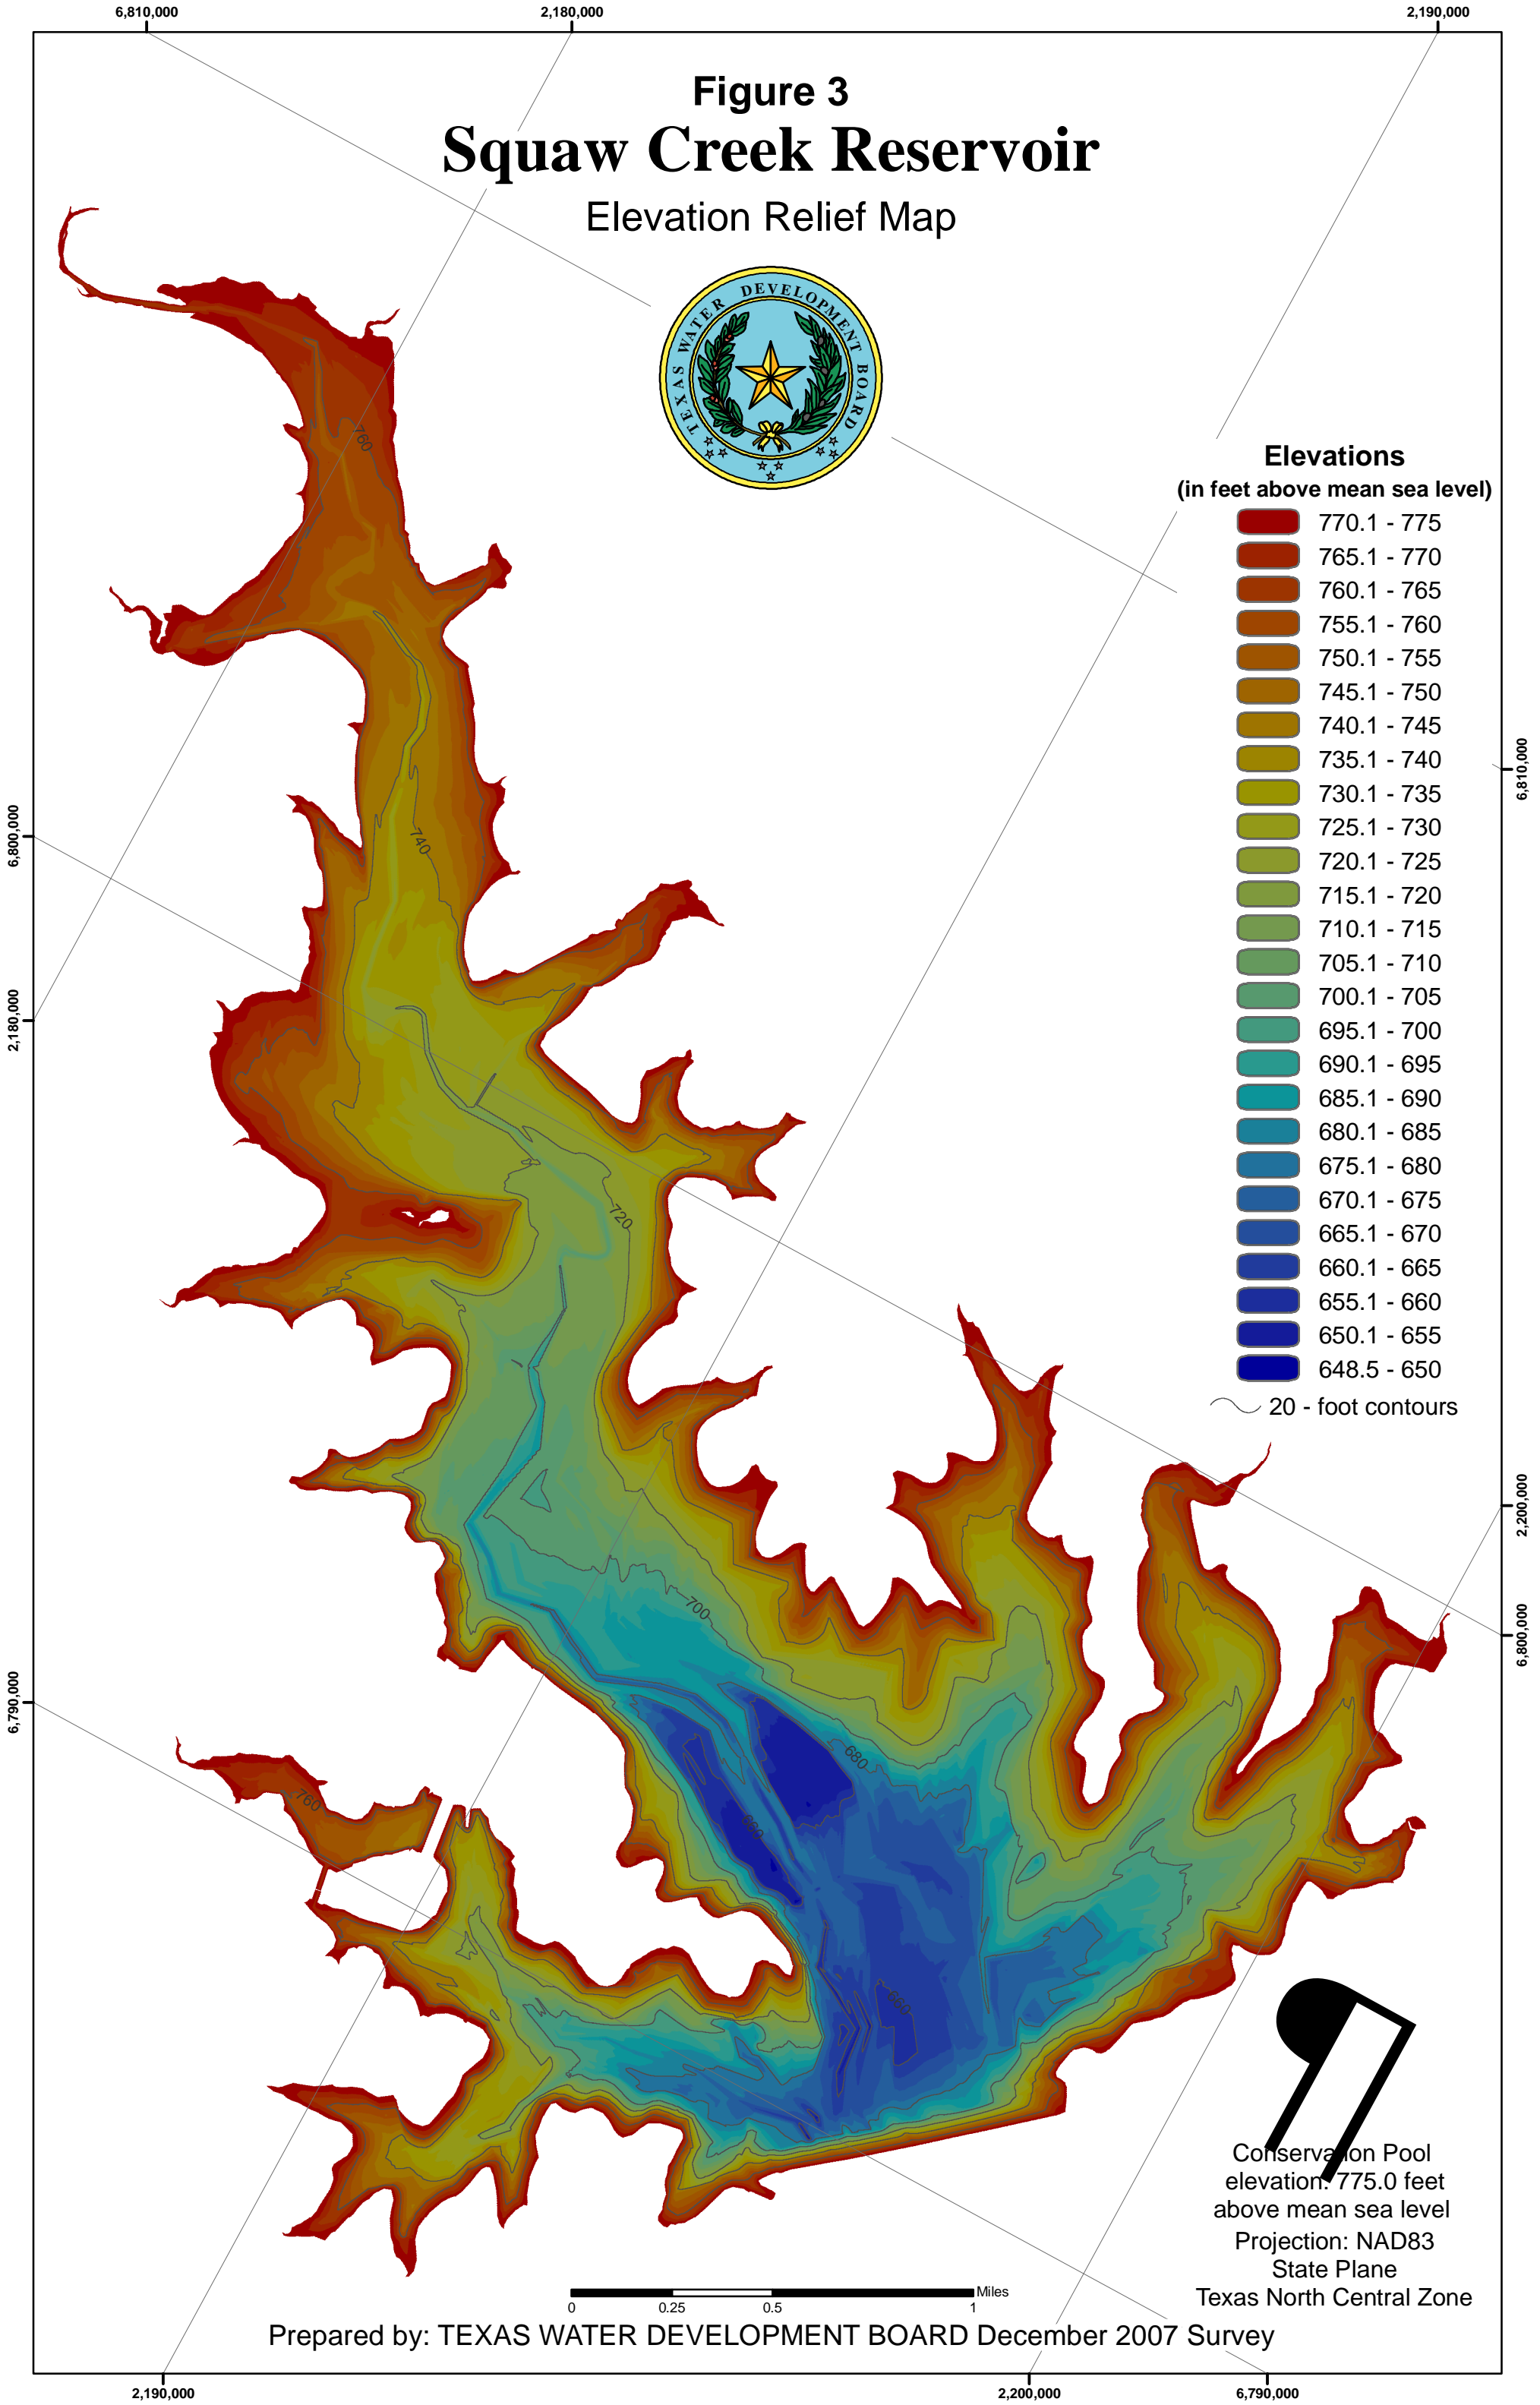 6,810,000
2,180,000
2,190,000
Figure 3
Squaw Creek Reservoir
Elevation Relief Map
TEXAS WATER DEVELOPMENT BOARD
Elevations
(in feet above mean sea level)
770.1 - 775
765.1 - 770
760.1 - 765
755.1 - 760
750.1 - 755
745.1 - 750
740.1 - 745
735.1 - 740
730.1 - 735
725.1 - 730
720.1 - 725
715.1 - 720
710.1 - 715
705.1 - 710
700.1 - 705
695.1 - 700
690.1 - 695
685.1 - 690
680.1 - 685
675.1 - 680
670.1 - 675
665.1 - 670
660.1 - 665
655.1 - 660
650.1 - 655
648.5 - 650
20 - foot contours
760
740
720
700
680
660
760
660
6,800,000
2,180,000
6,790,000
6,810,000
2,200,000
6,800,000
Conservation Pool
elevation: 775.0 feet
above mean sea level
Projection: NAD83
State Plane
Texas North Central Zone
Miles
0
0.25
0.5
1
Prepared by: TEXAS WATER DEVELOPMENT BOARD December 2007 Survey
2,190,000
2,200,000
6,790,000